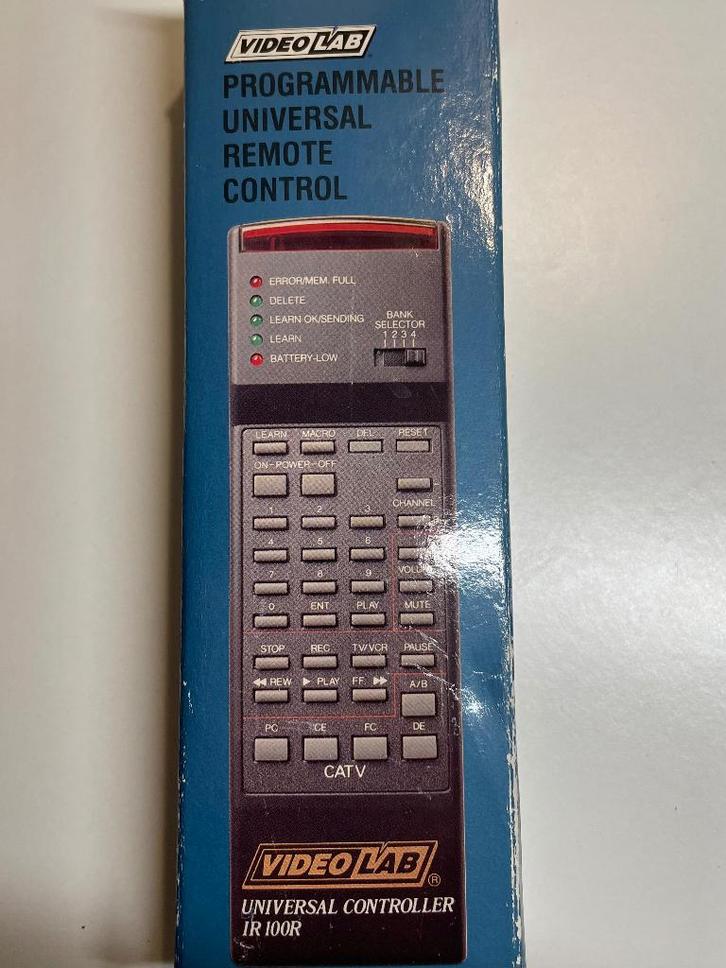 VIDEO LAB
PROGRAMMABLE
UNIVERSAL
REMOTE
CONTROL
ERROR/MEM. FULL
DELETE
LEARN OK/SENDING
LEARN
BATTERY-LOW
BANK
SELECTOR
1 2 3 4
LEARN MACRO DEL RESET
ON-POWER-OFF
CHANNEL
1 2 3
4 5 6
VOLUME
7 8 9
0 ENT PLAY MUTE
STOP REC TV/VCR PAUSE
◀◀ REW ▶ PLAY FF ▶▶ A/B
PC CE FC DE
CATV
VIDEO LAB ®
UNIVERSAL CONTROLLER
IR 100R